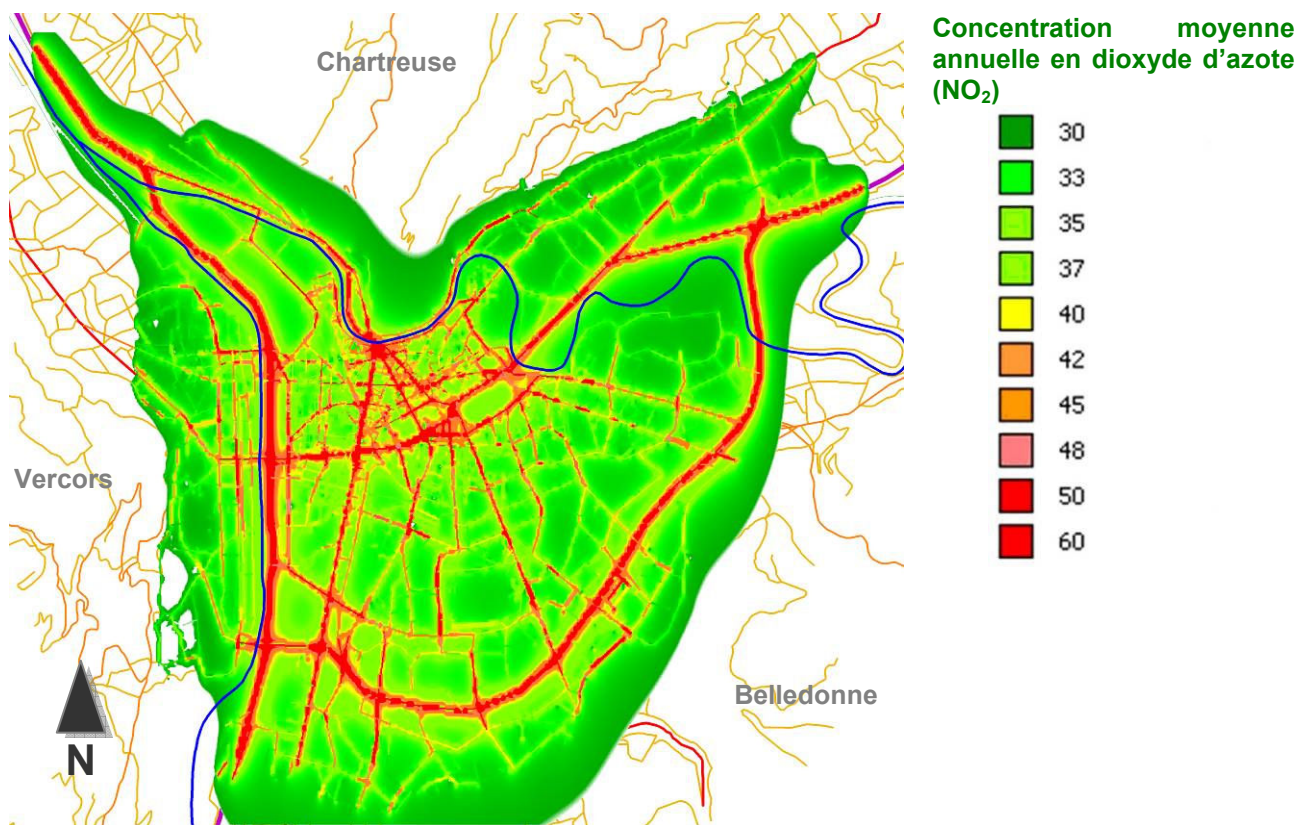 Concentration moyenne
annuelle en dioxyde d'azote
(NO₂)
30
33
35
37
40
42
45
48
50
60
Chartreuse
Vercors
Belledonne
N